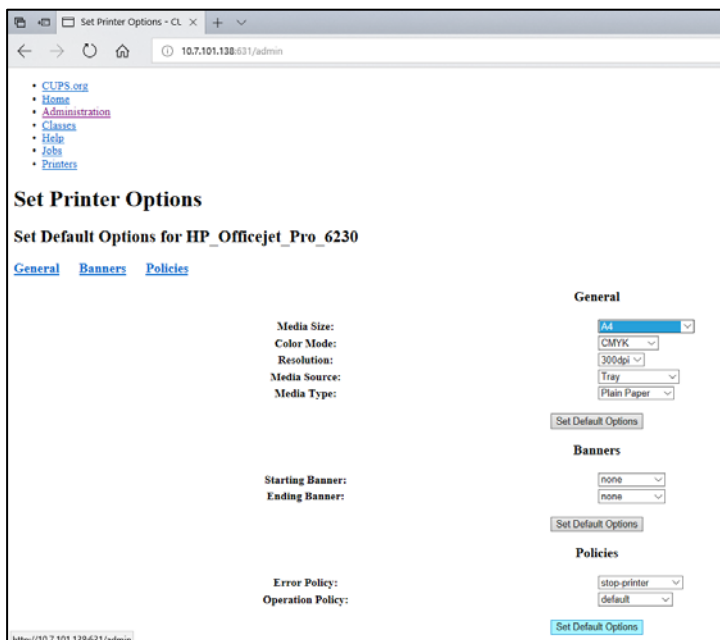 Set Printer Options - CL
10.7.101.138:631/admin
CUPS.org
Home
Administration
Classes
Help
Jobs
Printers
Set Printer Options
Set Default Options for HP_Officejet_Pro_6230
General Banners Policies
General
Media Size: A4
Color Mode: CMYK
Resolution: 300dpi
Media Source: Tray
Media Type: Plain Paper
Set Default Options
Banners
Starting Banner: none
Ending Banner: none
Set Default Options
Policies
Error Policy: stop-printer
Operation Policy: default
Set Default Options
http://10.7.101.138:631/admin